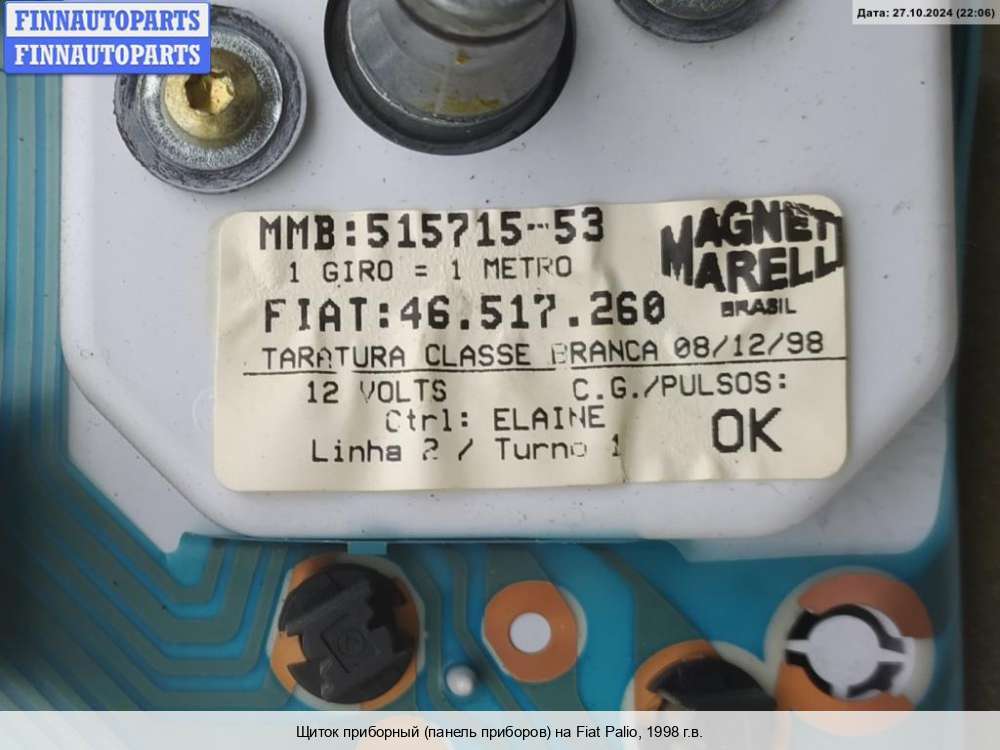 FINNAUTOPARTS
FINNAUTOPARTS
Дата: 27.10.2024 (22:06)
MMB:515715-53
1 GIRO = 1 METRO
FIAT:46.517.260
MAGNETI
MARELLI
BRASIL
TARATURA CLASSE BRANCA 08/12/98
12 VOLTS C.G./PULSOS:
Ctrl: ELAINE
OK
Linha 2 / Turno 1
Щиток приборный (панель приборов) на Fiat Palio, 1998 г.в.